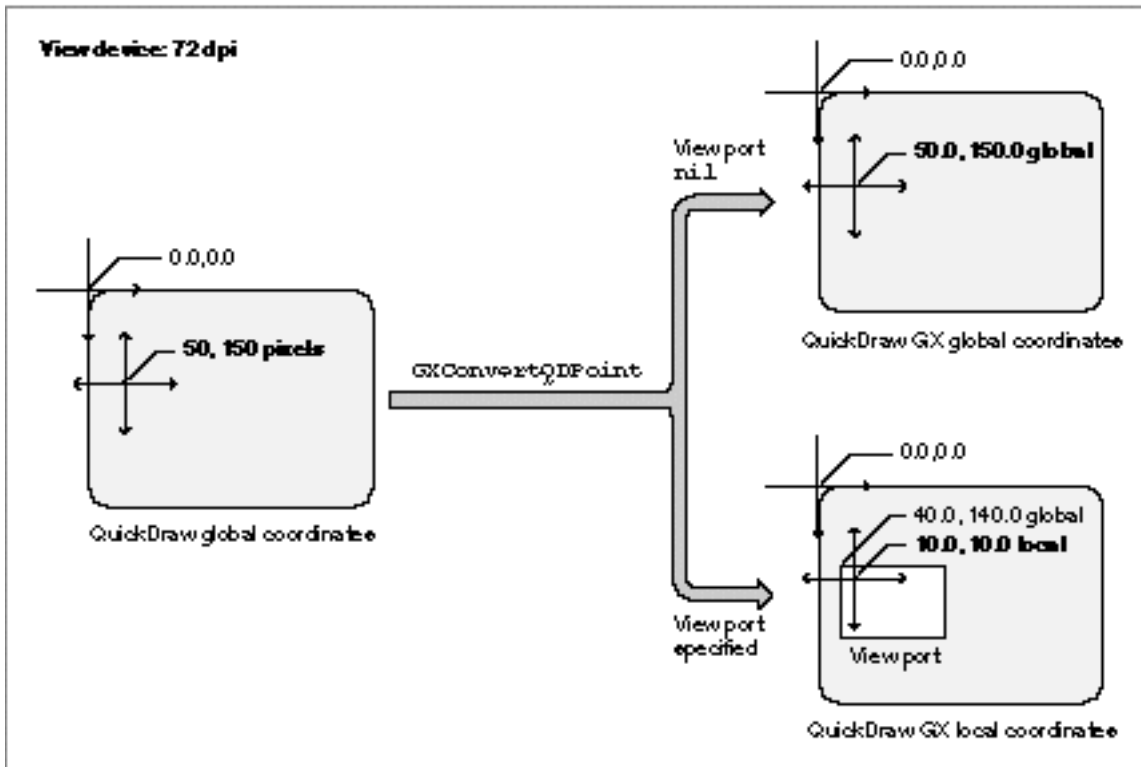 View device: 72 dpi
0.0,0.0
50.0, 150.0 global
View port
nil
QuickDraw GX global coordinates
0.0,0.0
50, 150 pixels
GXConvertQDPoint
QuickDraw global coordinates
0.0,0.0
40.0, 140.0 global
10.0, 10.0 local
View port
specified
View port
QuickDraw GX local coordinates